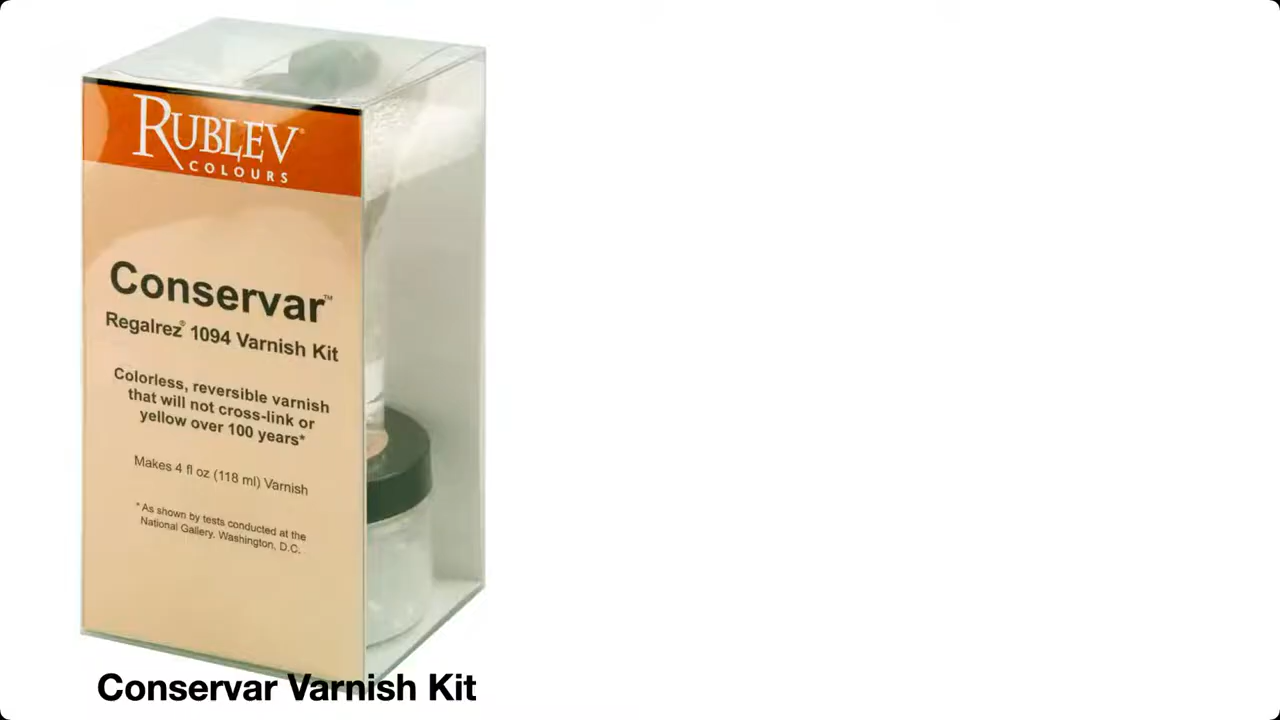 RUBLEV®
COLOURS
Conservar™
Regalrez® 1094 Varnish Kit
Colorless, reversible varnish
that will not cross-link or
yellow over 100 years*
Makes 4 fl oz (118 ml) Varnish
* As shown by tests conducted at the
National Gallery, Washington, D.C.
Conservar Varnish Kit